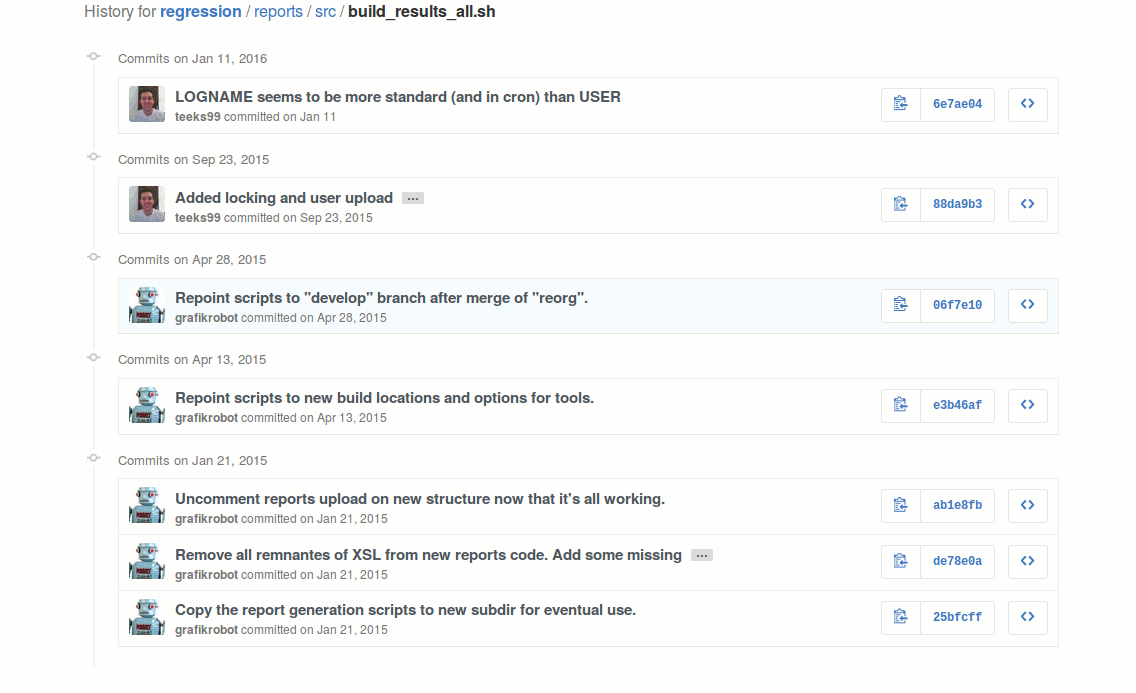 History for regression / reports / src / build_results_all.sh
Commits on Jan 11, 2016
LOGNAME seems to be more standard (and in cron) than USER
6e7ae04
teeks99 committed on Jan 11
Commits on Sep 23, 2015
Added locking and user upload …
88da9b3
teeks99 committed on Sep 23, 2015
Commits on Apr 28, 2015
Repoint scripts to "develop" branch after merge of "reorg".
06f7e10
grafikrobot committed on Apr 28, 2015
Commits on Apr 13, 2015
Repoint scripts to new build locations and options for tools.
e3b46af
grafikrobot committed on Apr 13, 2015
Commits on Jan 21, 2015
Uncomment reports upload on new structure now that it's all working.
ab1e8fb
grafikrobot committed on Jan 21, 2015
Remove all remnantes of XSL from new reports code. Add some missing …
de78e0a
grafikrobot committed on Jan 21, 2015
Copy the report generation scripts to new subdir for eventual use.
25bfcff
grafikrobot committed on Jan 21, 2015